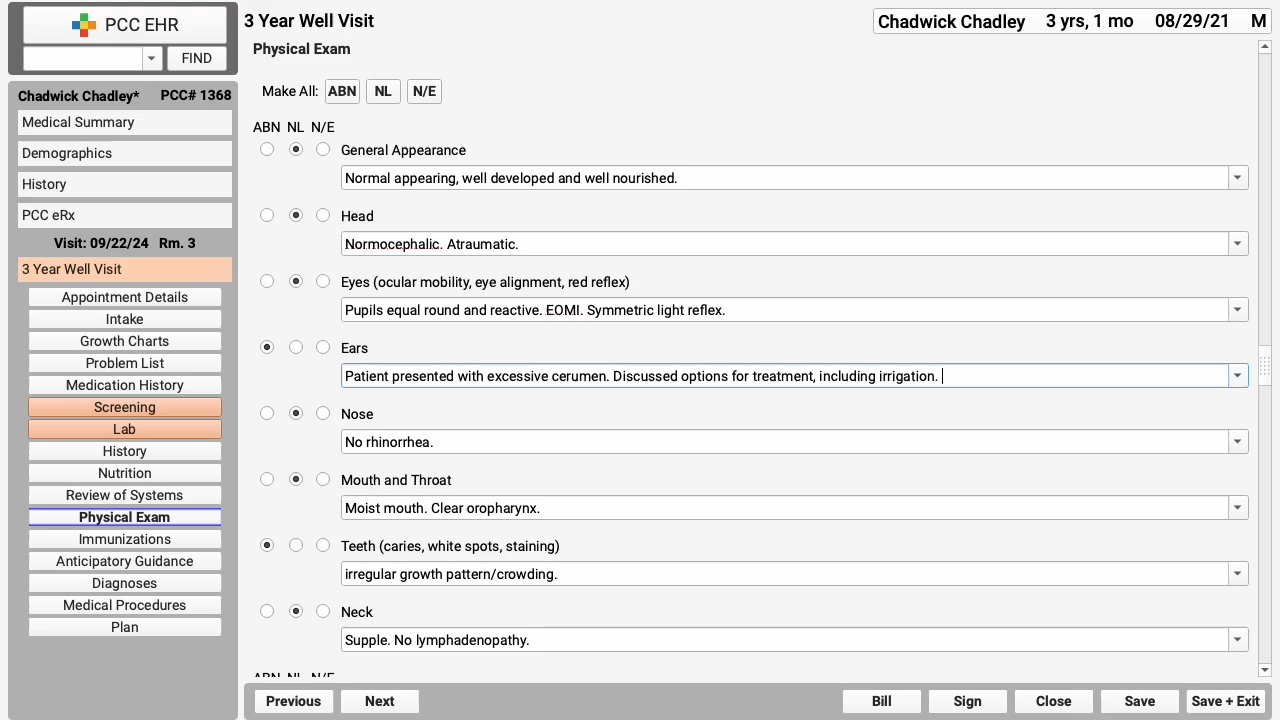 PCC EHR
FIND
Chadwick Chadley* PCC# 1368
Medical Summary
Demographics
History
PCC eRx
Visit: 09/22/24 Rm. 3
3 Year Well Visit
Appointment Details
Intake
Growth Charts
Problem List
Medication History
Screening
Lab
History
Nutrition
Review of Systems
Physical Exam
Immunizations
Anticipatory Guidance
Diagnoses
Medical Procedures
Plan
3 Year Well Visit
Chadwick Chadley 3 yrs, 1 mo 08/29/21 M
Physical Exam
Make All: ABN NL N/E
ABN NL N/E
General Appearance
Normal appearing, well developed and well nourished.
Head
Normocephalic. Atraumatic.
Eyes (ocular mobility, eye alignment, red reflex)
Pupils equal round and reactive. EOMI. Symmetric light reflex.
Ears
Patient presented with excessive cerumen. Discussed options for treatment, including irrigation.
Nose
No rhinorrhea.
Mouth and Throat
Moist mouth. Clear oropharynx.
Teeth (caries, white spots, staining)
irregular growth pattern/crowding.
Neck
Supple. No lymphadenopathy.
ABN NL N/E
Previous Next Bill Sign Close Save Save + Exit